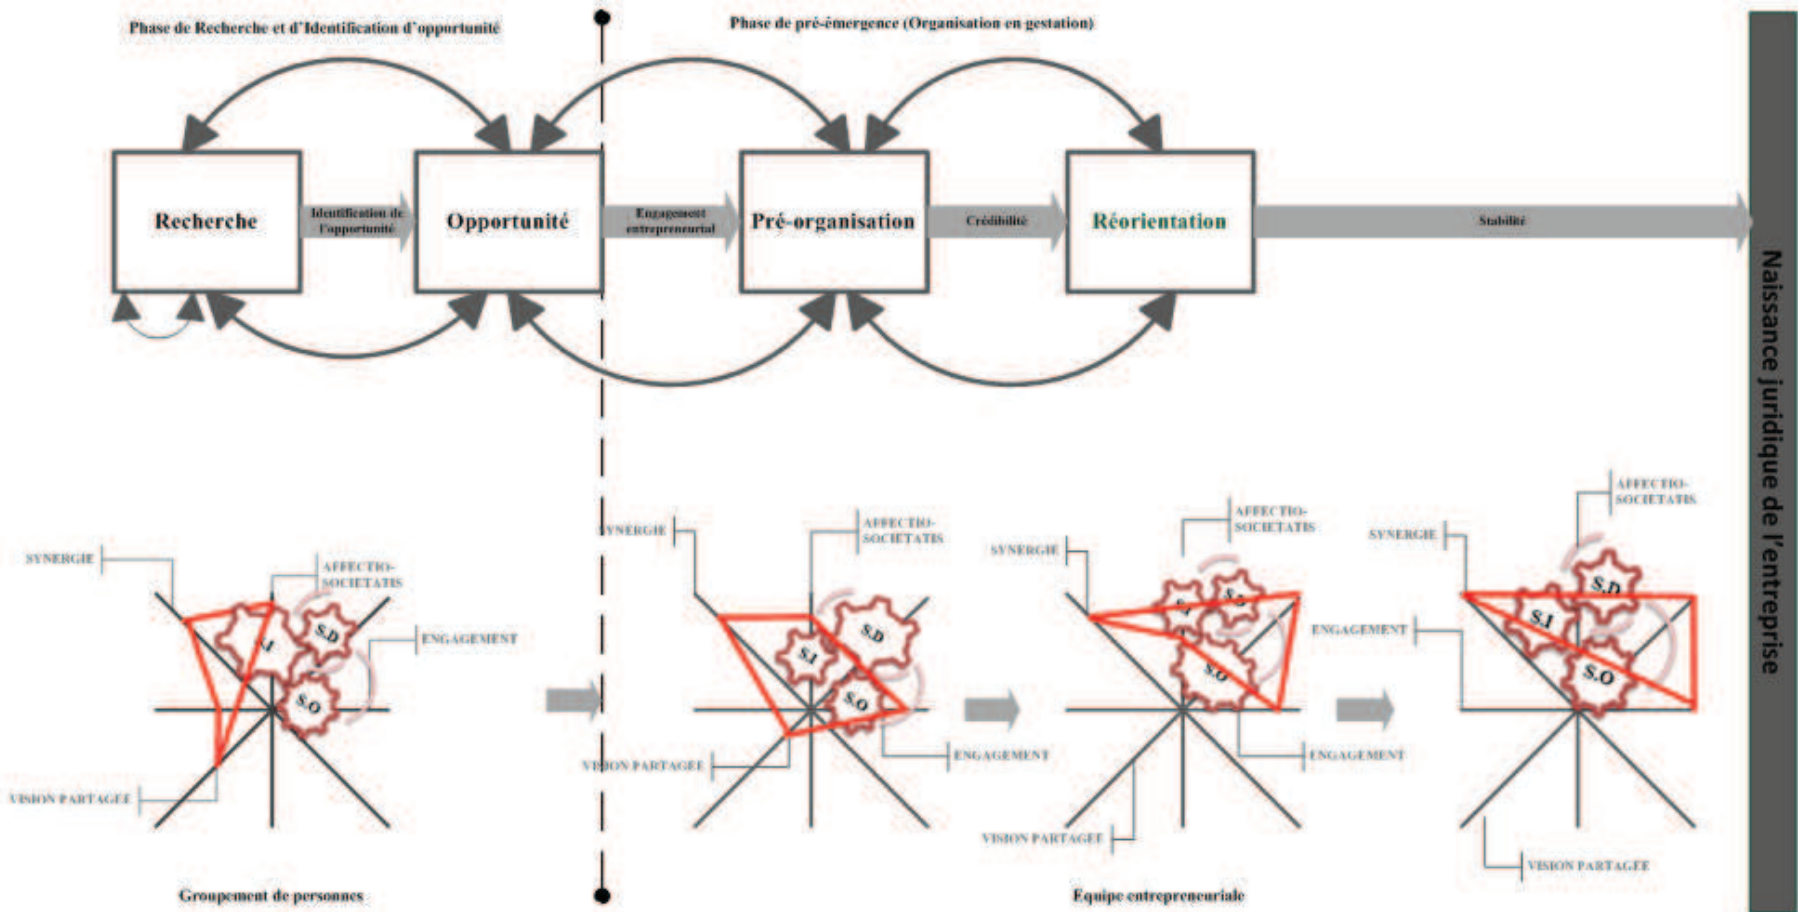 Phase de Recherche et d'Identification d'opportunité
Phase de pré-émergence (Organisation en gestation)
Recherche
Identification de
l'opportunité
Opportunité
Engagement
entrepreneurial
Pré-organisation
Crédibilité
Réorientation
Stabilité
Naissance juridique de l'entreprise
SYNERGIE
AFFECTIO-
SOCIETATIS
S.D
S.O
ENGAGEMENT
VISION PARTAGEE
SYNERGIE
AFFECTIO-
SOCIETATIS
S.D
S.I
S.O
ENGAGEMENT
VISION PARTAGEE
SYNERGIE
AFFECTIO-
SOCIETATIS
S.O
ENGAGEMENT
VISION PARTAGEE
SYNERGIE
AFFECTIO-
SOCIETATIS
S.D
S.I
S.O
ENGAGEMENT
VISION PARTAGEE
Groupement de personnes
Equipe entrepreneuriale